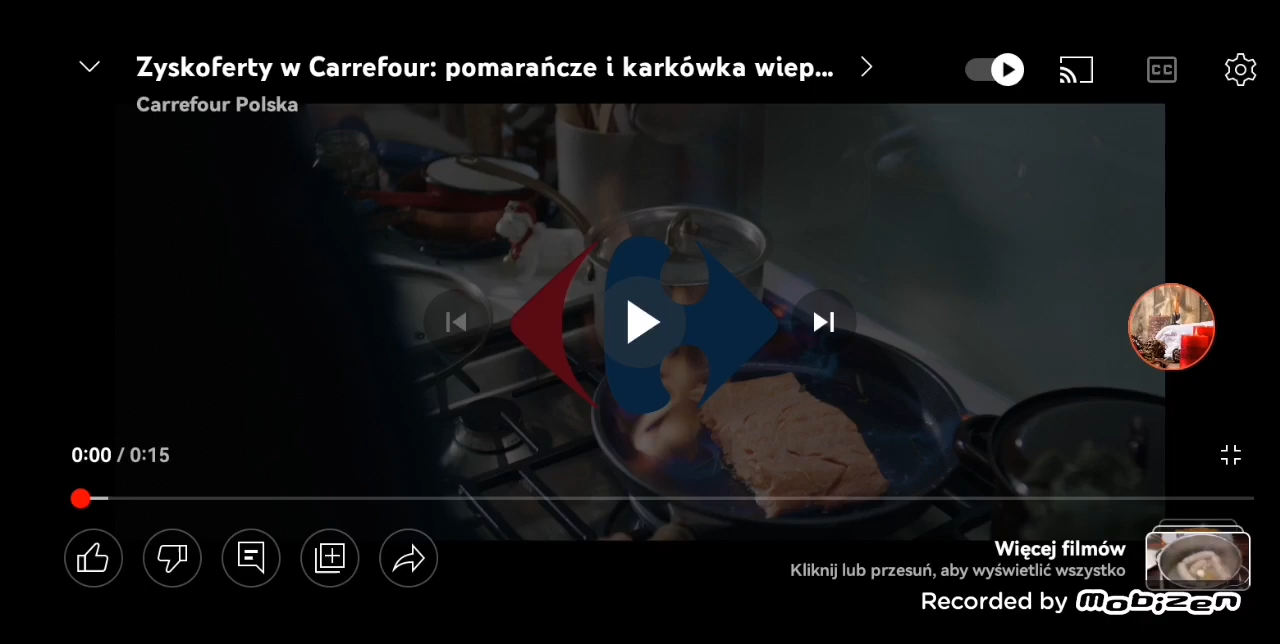 Zyskoferty w Carrefour: pomarańcze i karkówka wiep...
Carrefour Polska
CC
0:00 / 0:15
Więcej filmów
Kliknij lub przesuń, aby wyświetlić wszystko
Recorded by Mobizen